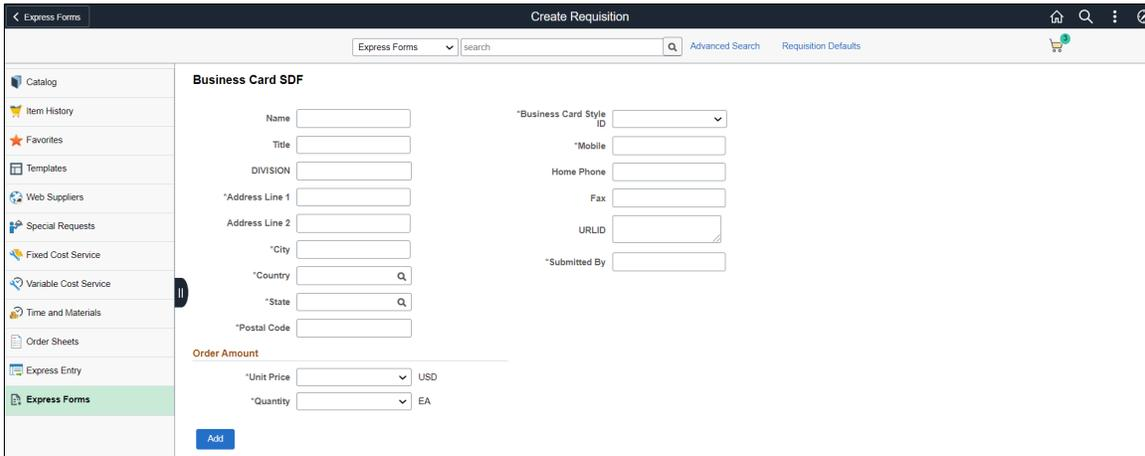 Express Forms
Create Requisition
Express Forms
search
Advanced Search
Requisition Defaults
3
Catalog
Item History
Favorites
Templates
Web Suppliers
Special Requests
Fixed Cost Service
Variable Cost Service
Time and Materials
Order Sheets
Express Entry
Express Forms
Business Card SDF
Name
Title
DIVISION
*Address Line 1
Address Line 2
*City
*Country
*State
*Postal Code
*Business Card Style
ID
*Mobile
Home Phone
Fax
URLID
*Submitted By
Order Amount
*Unit Price
USD
*Quantity
EA
Add